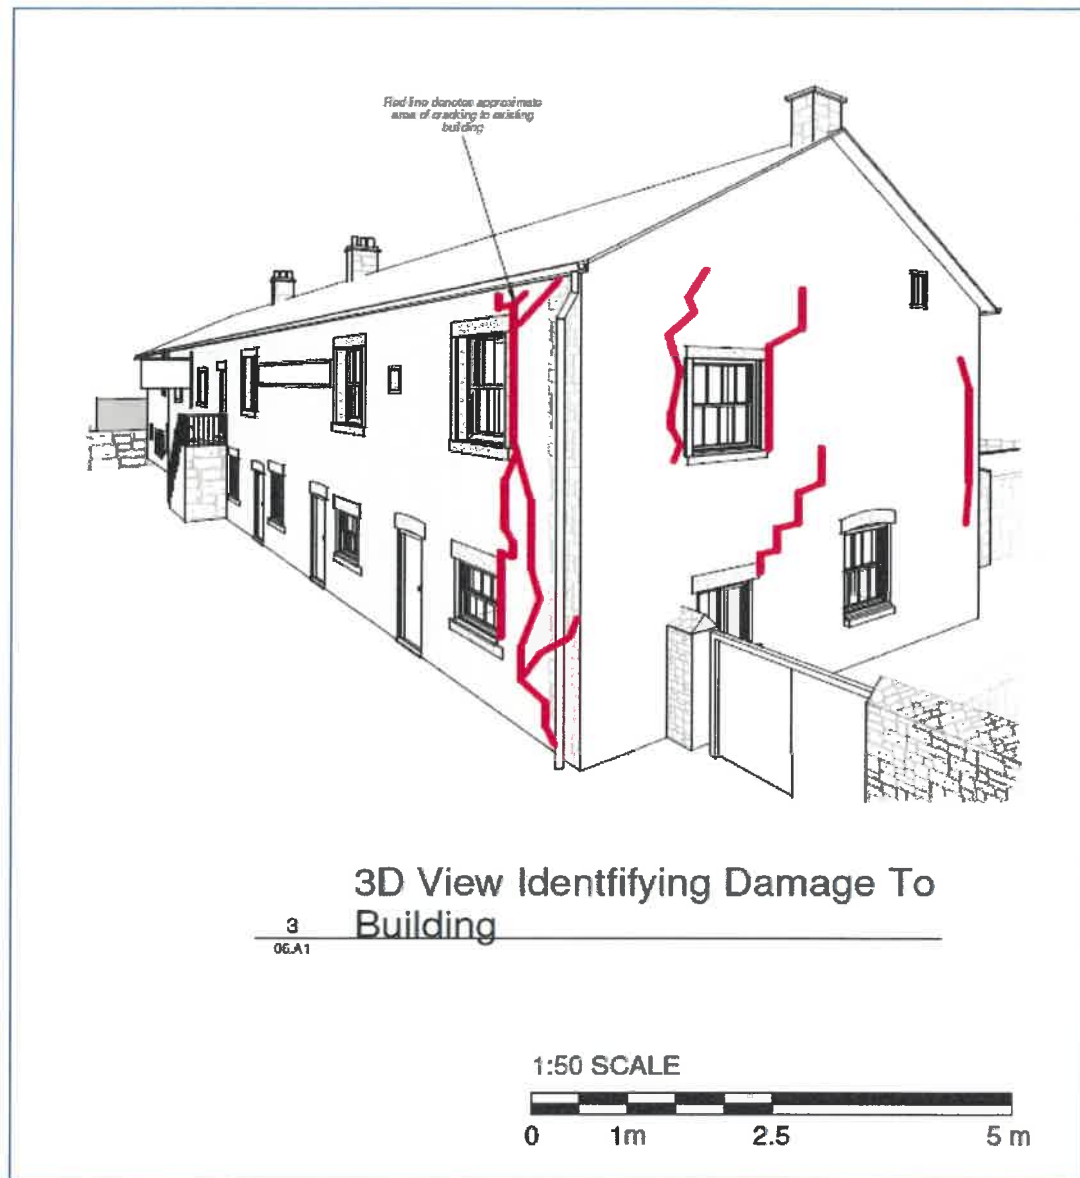 Red line denotes approximate
area of cracking to existing
building
3D View Identfifying Damage To
Building
3
06.A1
1:50 SCALE
0 1m 2.5 5 m